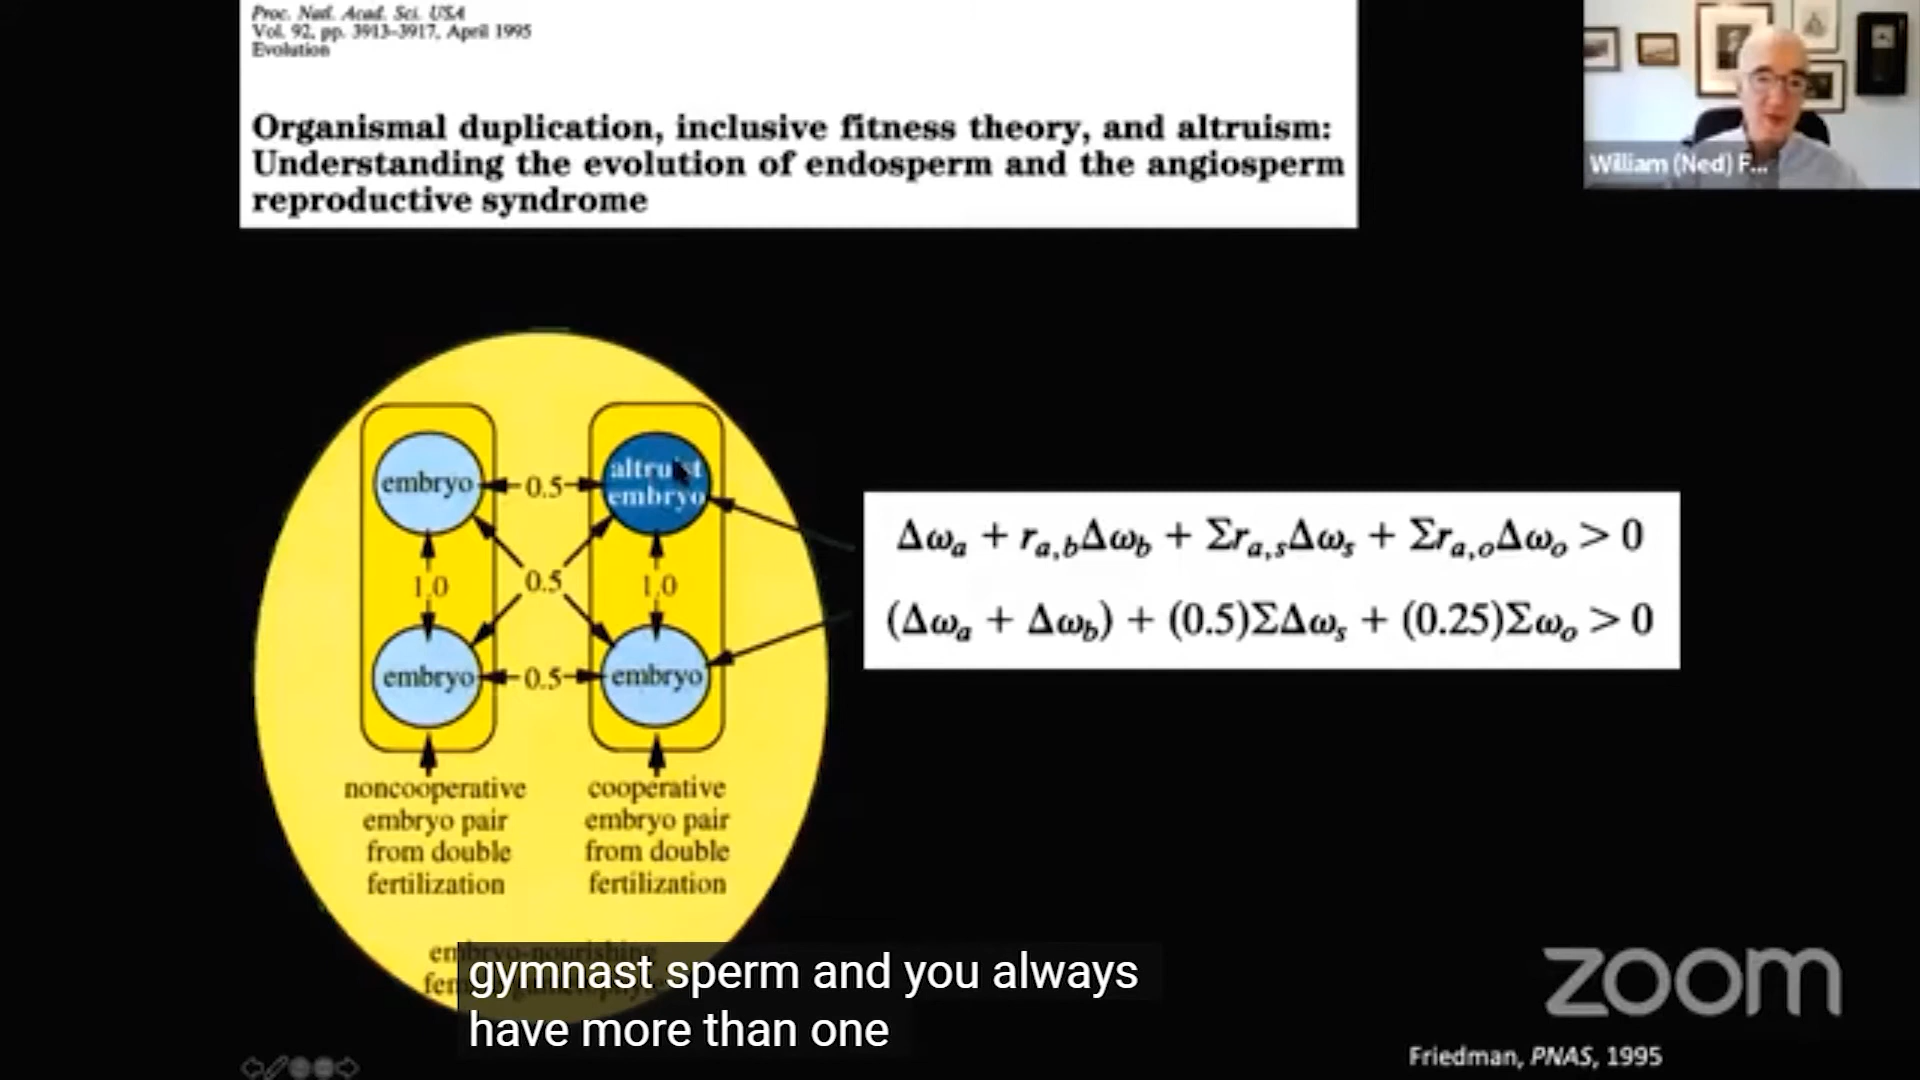 Proc. Natl. Acad. Sci. USA
Vol. 92, pp. 3913–3917, April 1995
Evolution
Organismal duplication, inclusive fitness theory, and altruism:
Understanding the evolution of endosperm and the angiosperm
reproductive syndrome
William (Ned) F...
embryo
0.5
altruist
embryo
1.0
0.5
1.0
embryo
0.5
embryo
Δωa + ra,bΔωb + Σra,sΔωs + Σra,oΔωo > 0
(Δωa + Δωb) + (0.5)ΣΔωs + (0.25)Σωo > 0
noncooperative
embryo pair
from double
fertilization
cooperative
embryo pair
from double
fertilization
embryo-nourishing
gymnast sperm and you always
have more than one
zoom
Friedman, PNAS, 1995